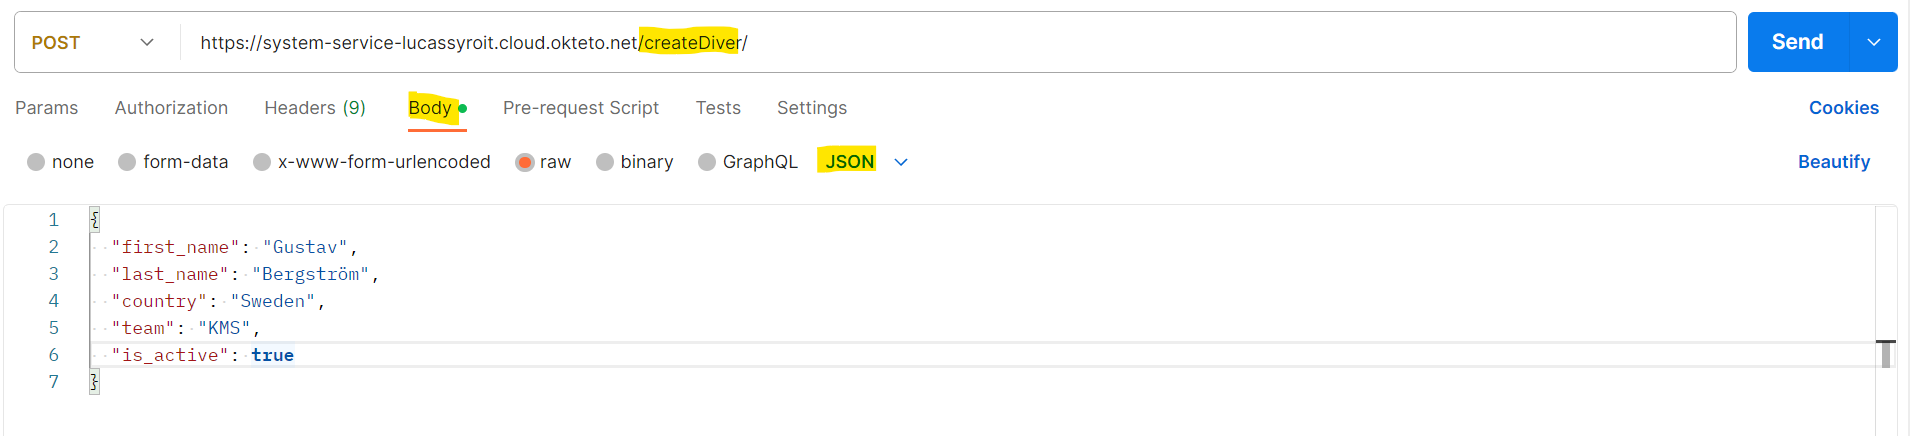 POST https://system-service-lucassyroit.cloud.okteto.net/createDiver/ Send
Params Authorization Headers (9) Body Pre-request Script Tests Settings Cookies
none form-data x-www-form-urlencoded raw binary GraphQL JSON Beautify
1 {
2 "first_name": "Gustav",
3 "last_name": "Bergström",
4 "country": "Sweden",
5 "team": "KMS",
6 "is_active": true
7 }